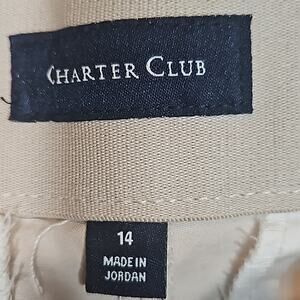 CHARTER CLUB
14
MADE IN
JORDAN